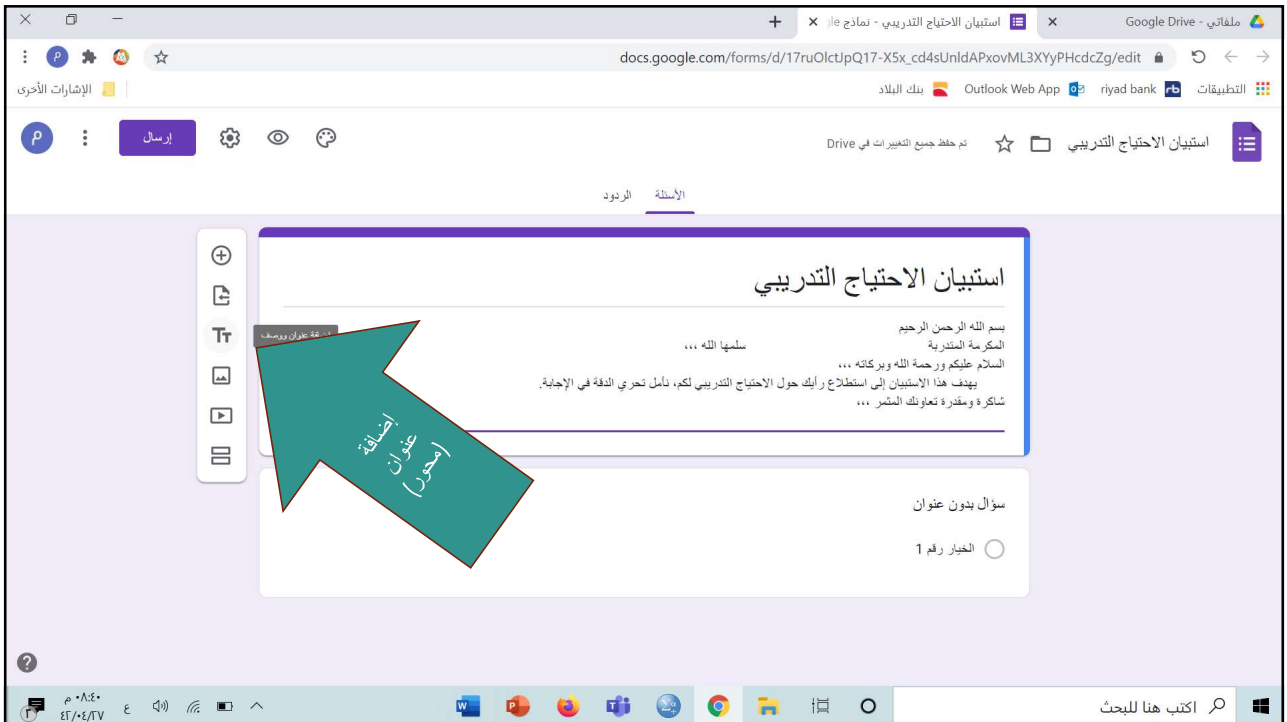 ملفاتي - Google Drive
استبيان الاحتياج التدريبي - نماذج
docs.google.com/forms/d/17ruOlctJpQ17-X5x_cd4sUnldAPxovML3XYyPHcdcZg/edit
التطبيقات
riyad bank
Outlook Web App
بنك البلاد
الإشارات الأخرى
استبيان الاحتياج التدريبي
تم حفظ جميع التغييرات في Drive
إرسال
الأسئلة الردود
استبيان الاحتياج التدريبي
بسم الله الرحمن الرحيم
المكرمة المتدربة سلمها الله ،،،
السلام عليكم ورحمة الله وبركاته ،،،
يهدف هذا الاستبيان إلى استطلاع رأيك حول الاحتياج التدريبي لكم، نأمل تحري الدقة في الإجابة.
شاكرة ومقدرة تعاونك المثمر ،،،
عنوان ووصف
إضافة
عنوان
(محور)
سؤال بدون عنوان
الخيار رقم 1
اكتب هنا للبحث
ع
٠٨:٤٠ م
٤٢/٠٤/٢٧